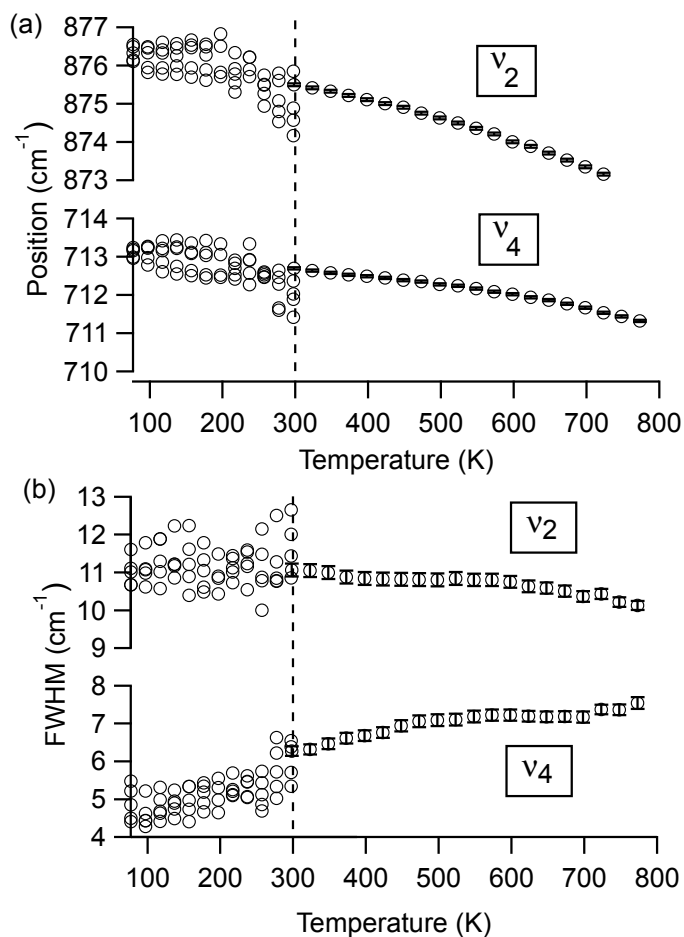 (a)
877
876
875
874
873
ν2
Position (cm⁻¹)
714
713
712
711
710
ν4
100 200 300 400 500 600 700 800
Temperature (K)
(b)
13
12
11
10
9
ν2
FWHM (cm⁻¹)
8
7
6
5
4
ν4
100 200 300 400 500 600 700 800
Temperature (K)